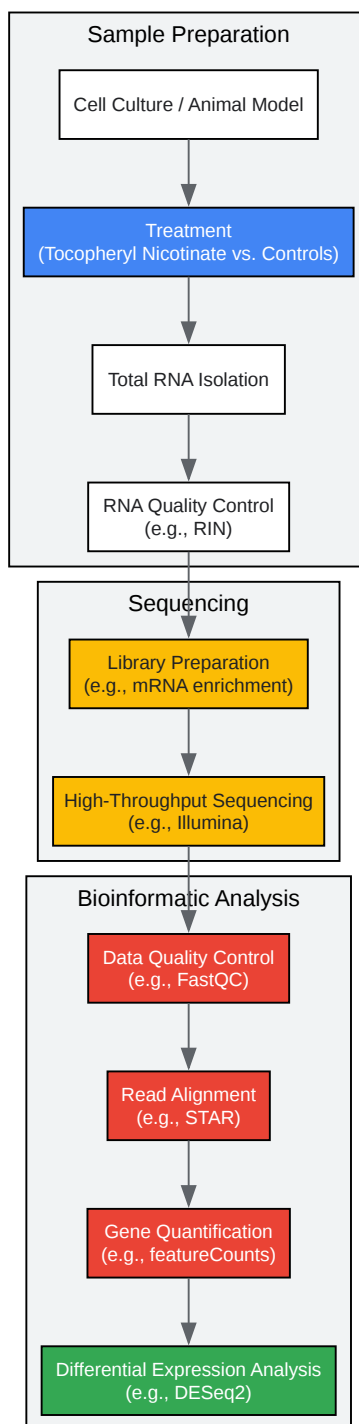 Sample Preparation
Cell Culture / Animal Model
Treatment
(Tocopheryl Nicotinate vs. Controls)
Total RNA Isolation
RNA Quality Control
(e.g., RIN)
Sequencing
Library Preparation
(e.g., mRNA enrichment)
High-Throughput Sequencing
(e.g., Illumina)
Bioinformatic Analysis
Data Quality Control
(e.g., FastQC)
Read Alignment
(e.g., STAR)
Gene Quantification
(e.g., featureCounts)
Differential Expression Analysis
(e.g., DESeq2)